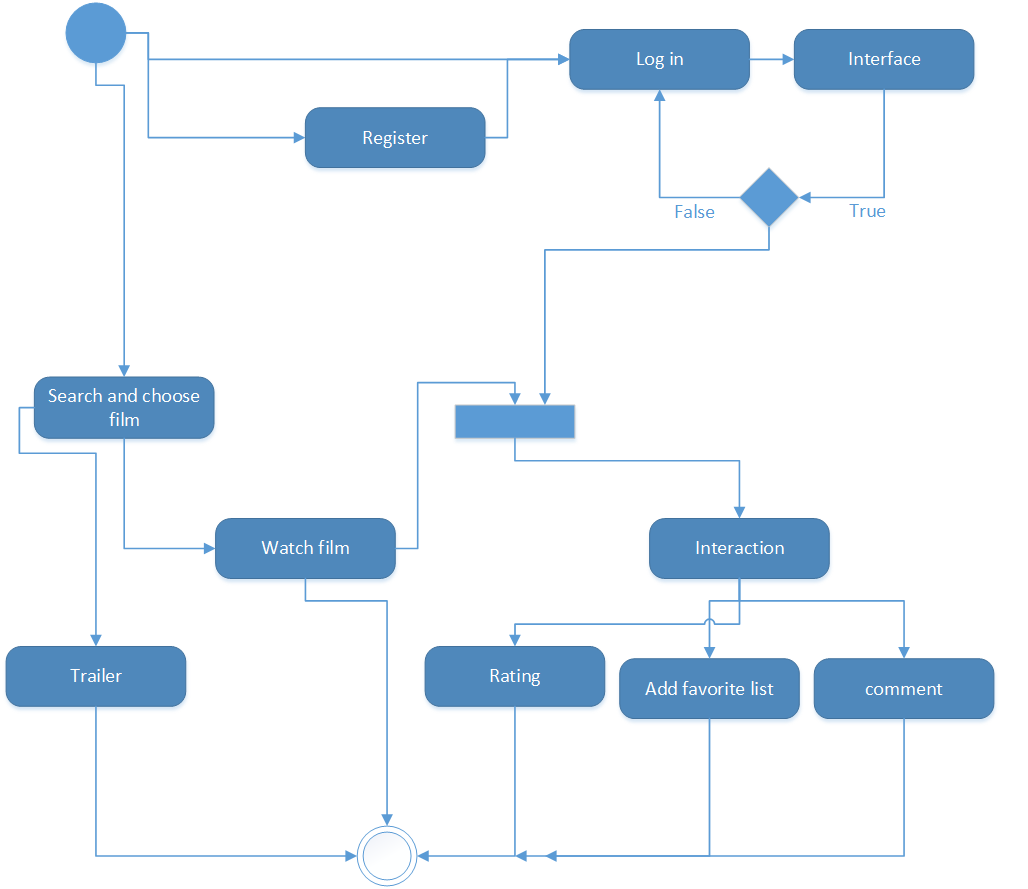 Log in
Interface
Register
False
True
Search and choose
film
Watch film
Interaction
Trailer
Rating
Add favorite list
comment